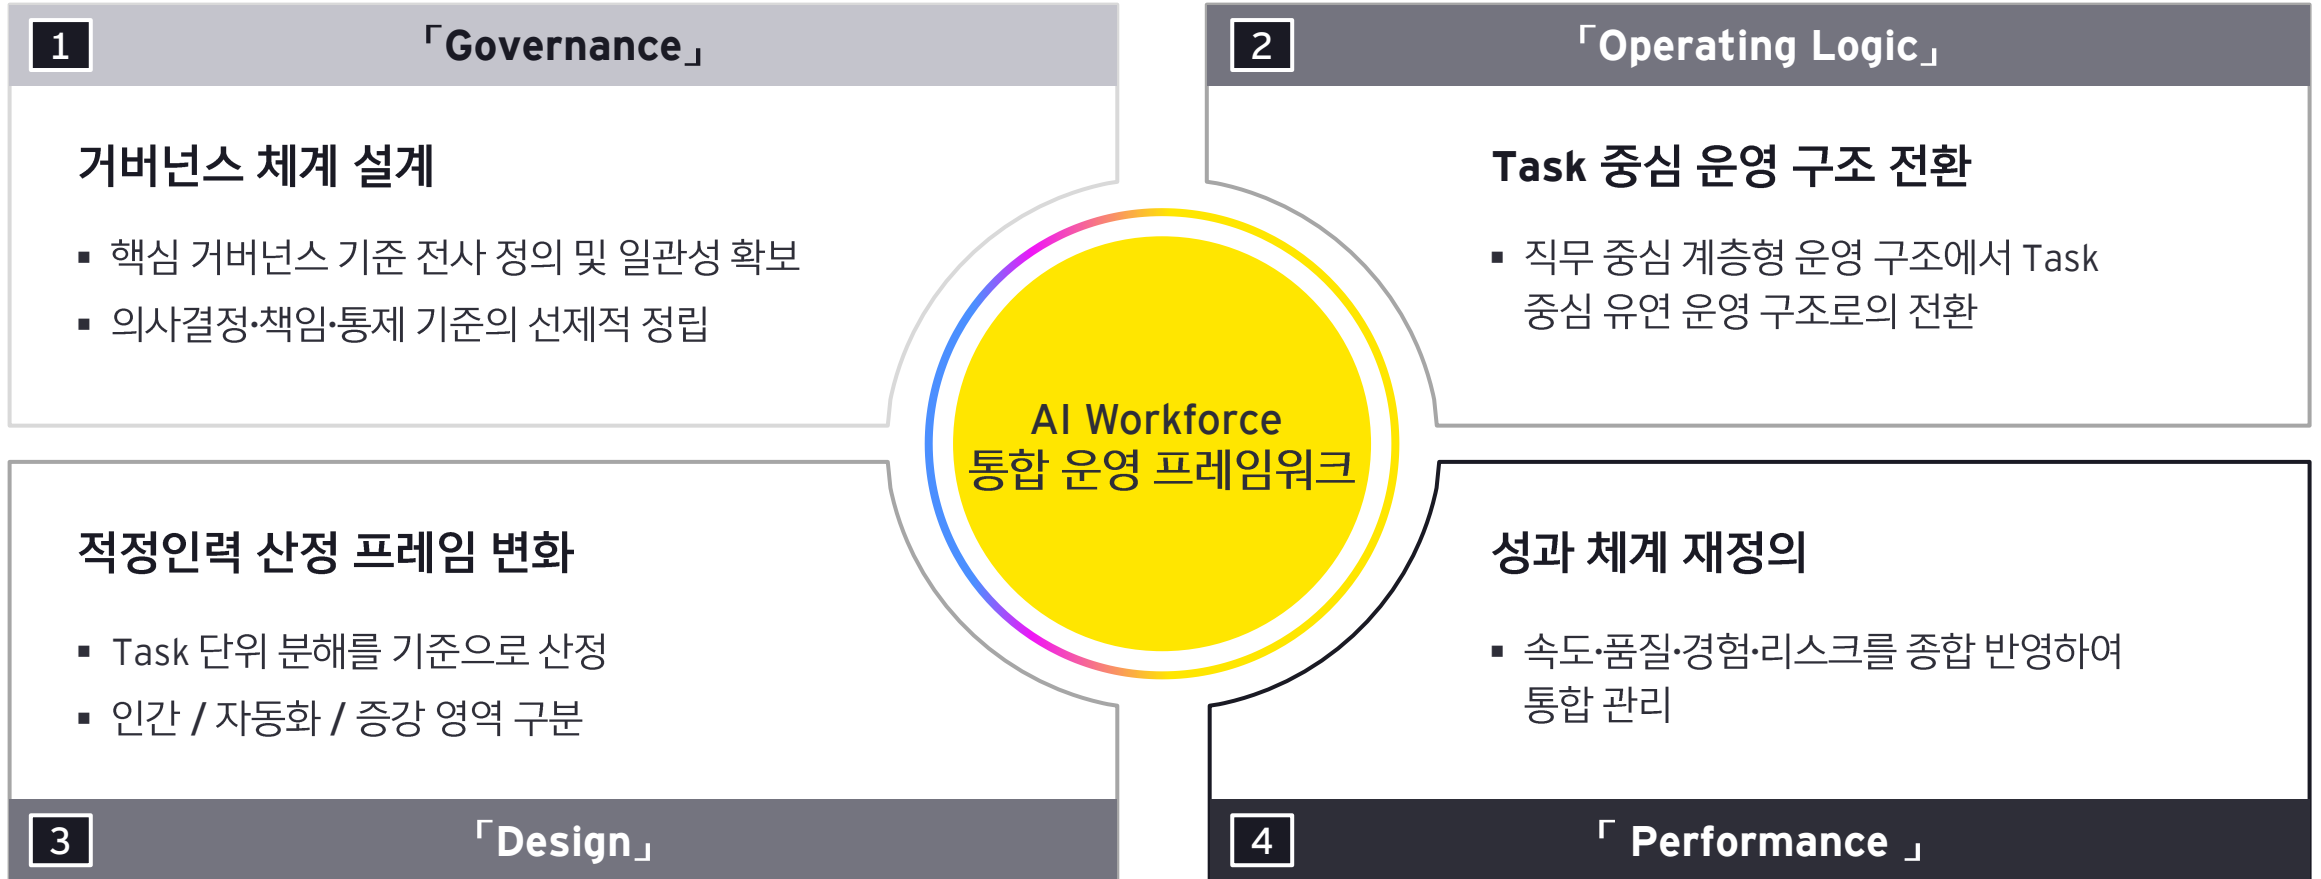 1
「Governance」
거버넌스 체계 설계
▪ 핵심 거버넌스 기준 전사 정의 및 일관성 확보
▪ 의사결정·책임·통제 기준의 선제적 정립
2
「Operating Logic」
Task 중심 운영 구조 전환
▪ 직무 중심 계층형 운영 구조에서 Task
중심 유연 운영 구조로의 전환
AI Workforce
통합 운영 프레임워크
적정인력 산정 프레임 변화
▪ Task 단위 분해를 기준으로 산정
▪ 인간 / 자동화 / 증강 영역 구분
3
「Design」
성과 체계 재정의
▪ 속도·품질·경험·리스크를 종합 반영하여
통합 관리
4
「 Performance 」